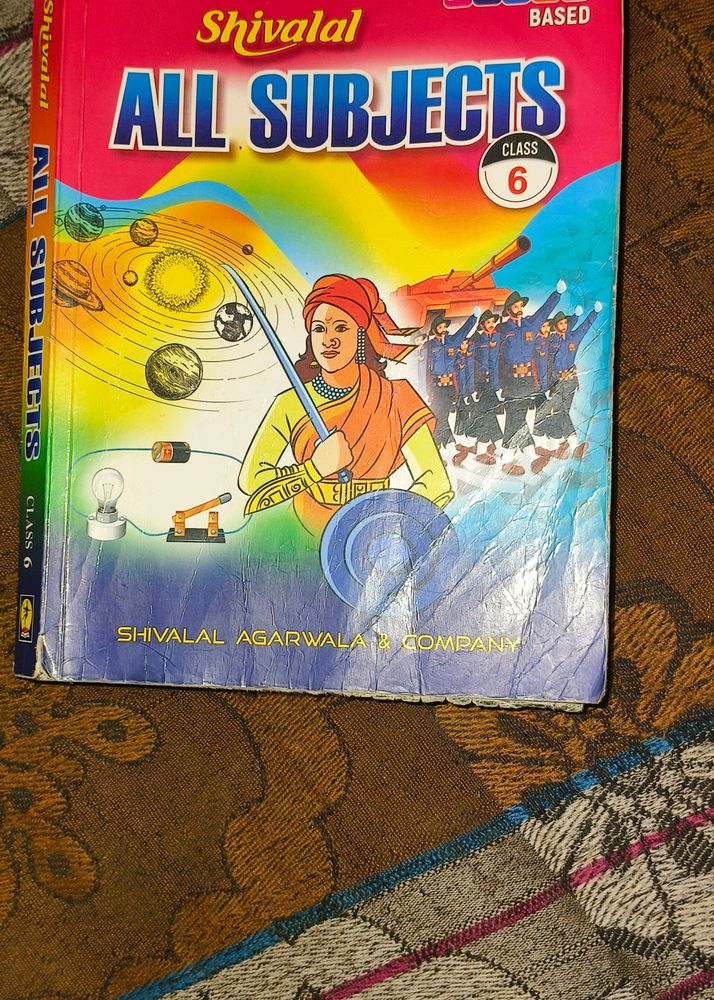 BASED
Shivalal
ALL SUBJECTS
CLASS
6
SHIVALAL AGARWALA & COMPANY
Shivalal
ALL SUBJECTS
CLASS 6